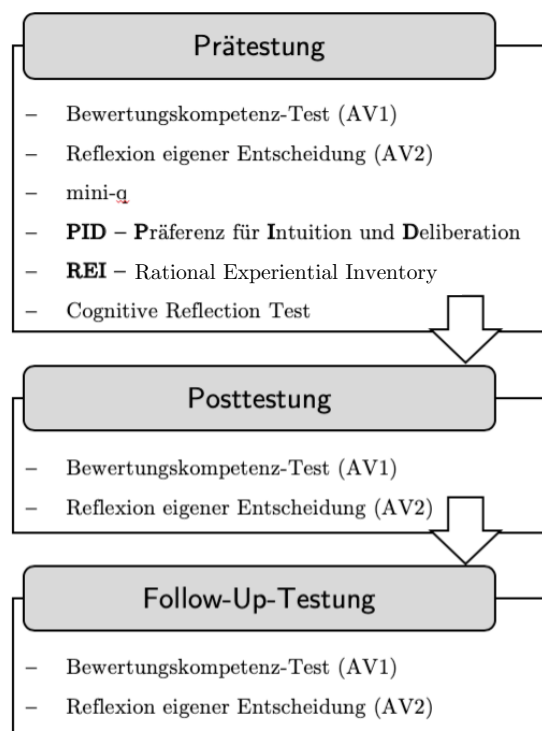 Prätestung
– Bewertungskompetenz-Test (AV1)
– Reflexion eigener Entscheidung (AV2)
– mini-q
– PID – Präferenz für Intuition und Deliberation
– REI – Rational Experiential Inventory
– Cognitive Reflection Test
Posttestung
– Bewertungskompetenz-Test (AV1)
– Reflexion eigener Entscheidung (AV2)
Follow-Up-Testung
– Bewertungskompetenz-Test (AV1)
– Reflexion eigener Entscheidung (AV2)